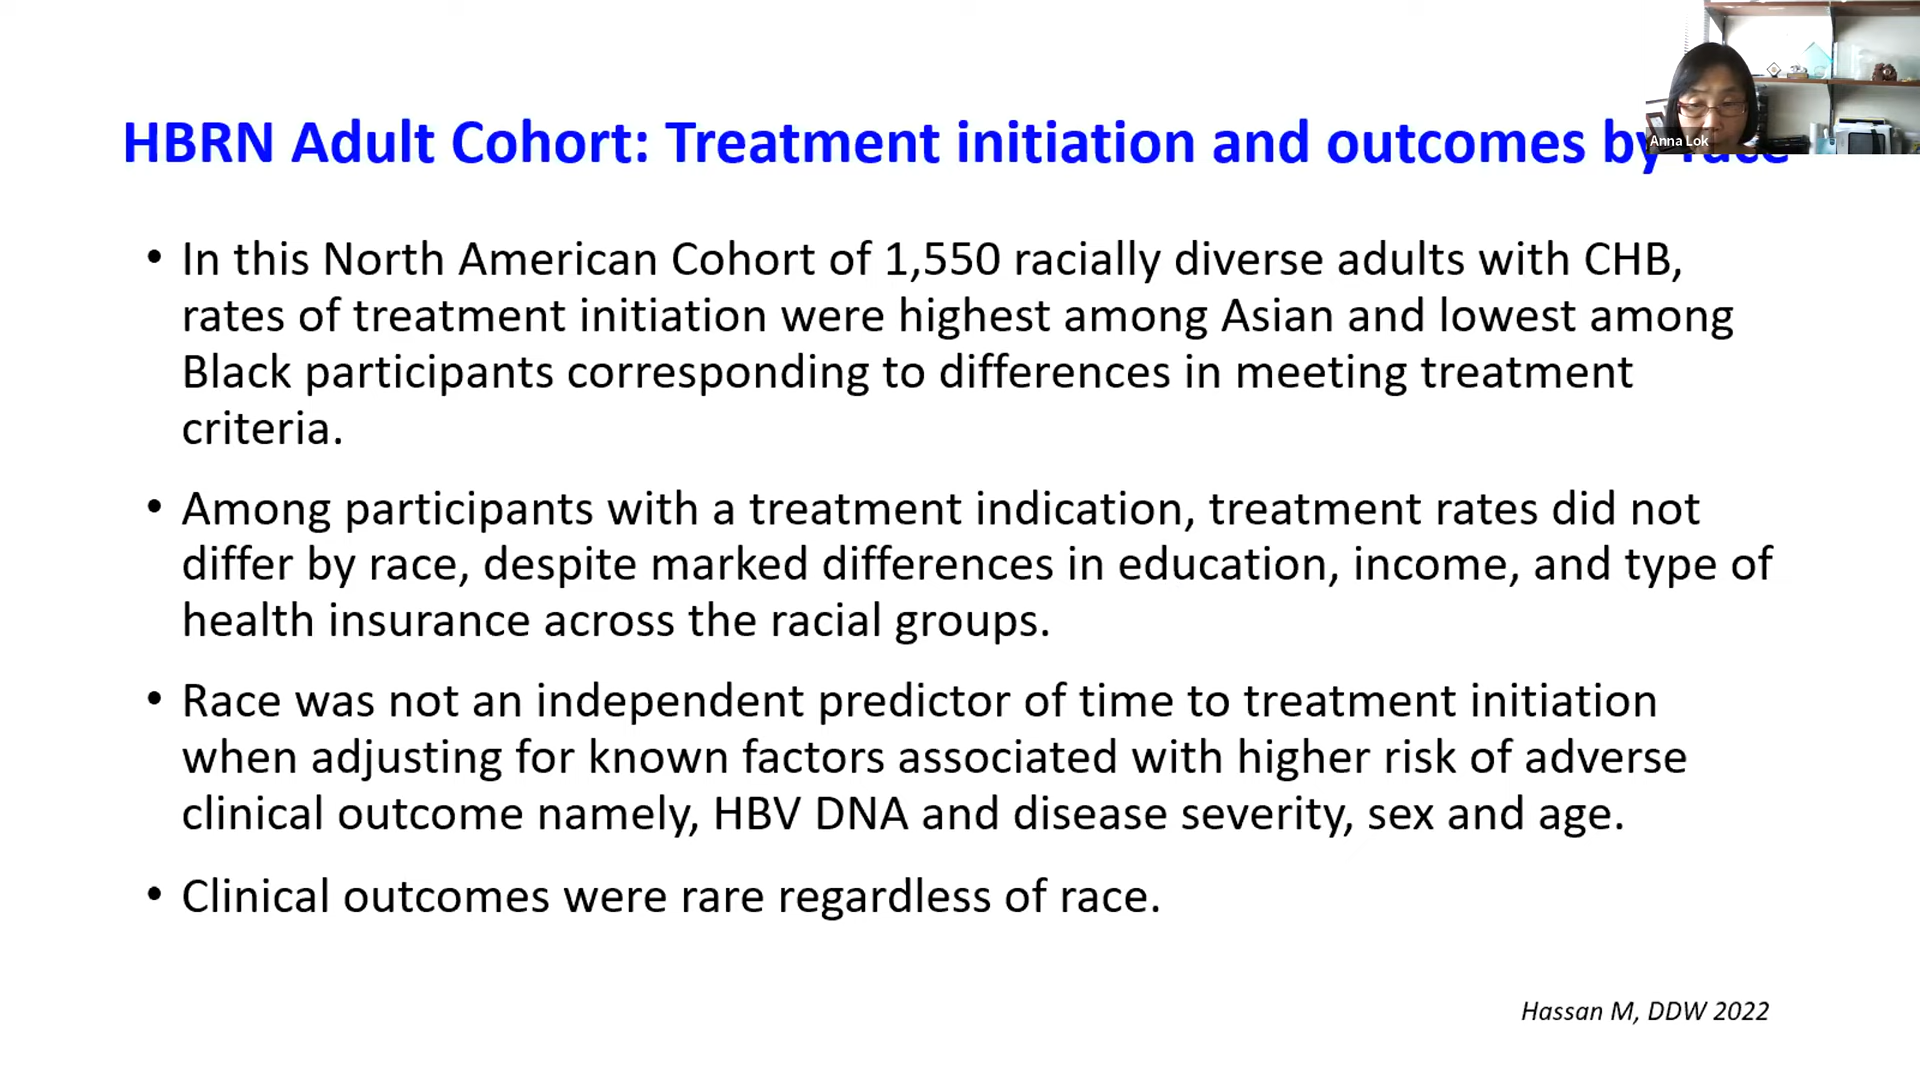 HBRN Adult Cohort: Treatment initiation and outcomes by race
Anna Lok
• In this North American Cohort of 1,550 racially diverse adults with CHB,
rates of treatment initiation were highest among Asian and lowest among
Black participants corresponding to differences in meeting treatment
criteria.
• Among participants with a treatment indication, treatment rates did not
differ by race, despite marked differences in education, income, and type of
health insurance across the racial groups.
• Race was not an independent predictor of time to treatment initiation
when adjusting for known factors associated with higher risk of adverse
clinical outcome namely, HBV DNA and disease severity, sex and age.
• Clinical outcomes were rare regardless of race.
Hassan M, DDW 2022